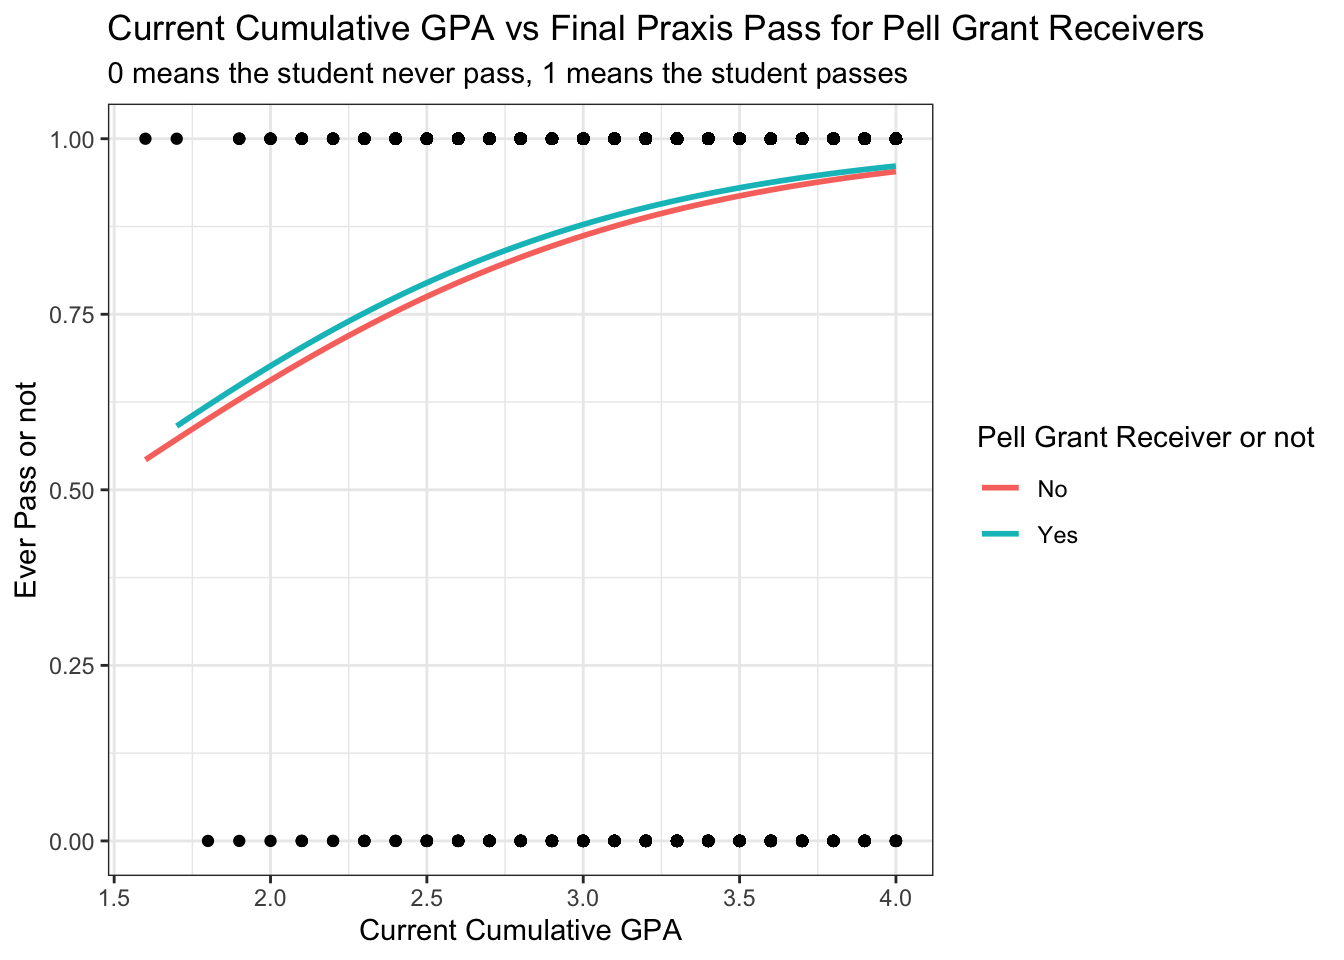 Current Cumulative GPA vs Final Praxis Pass for Pell Grant Receivers
0 means the student never pass, 1 means the student passes
1.00
0.75
0.50
0.25
0.00
Ever Pass or not
1.5 2.0 2.5 3.0 3.5 4.0
Current Cumulative GPA
Pell Grant Receiver or not
No
Yes